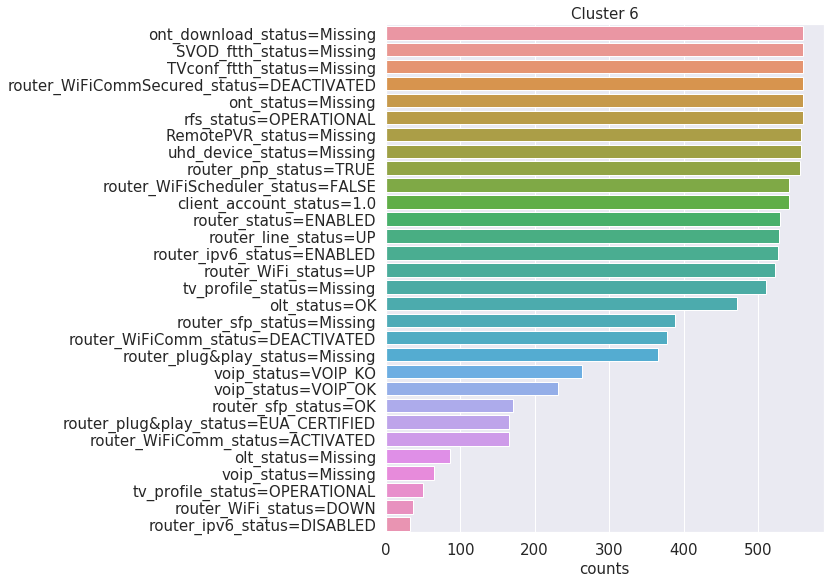 Cluster 6
ont_download_status=Missing
SVOD_ftth_status=Missing
TVconf_ftth_status=Missing
router_WiFiCommSecured_status=DEACTIVATED
ont_status=Missing
rfs_status=OPERATIONAL
RemotePVR_status=Missing
uhd_device_status=Missing
router_pnp_status=TRUE
router_WiFiScheduler_status=FALSE
client_account_status=1.0
router_status=ENABLED
router_line_status=UP
router_ipv6_status=ENABLED
router_WiFi_status=UP
tv_profile_status=Missing
olt_status=OK
router_sfp_status=Missing
router_WiFiComm_status=DEACTIVATED
router_plug&play_status=Missing
voip_status=VOIP_KO
voip_status=VOIP_OK
router_sfp_status=OK
router_plug&play_status=EUA_CERTIFIED
router_WiFiComm_status=ACTIVATED
olt_status=Missing
voip_status=Missing
tv_profile_status=OPERATIONAL
router_WiFi_status=DOWN
router_ipv6_status=DISABLED
0 100 200 300 400 500
counts